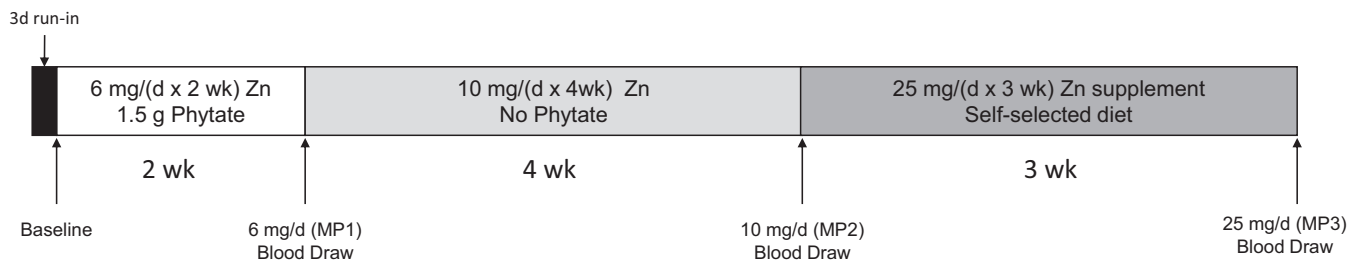 3d run-in
6 mg/(d x 2 wk) Zn
1.5 g Phytate
10 mg/(d x 4wk)  Zn
No Phytate
25 mg/(d x 3 wk) Zn supplement
Self-selected diet
2 wk
4 wk
3 wk
Baseline
6 mg/d (MP1)
Blood Draw
10 mg/d (MP2)
Blood Draw
25 mg/d (MP3)
Blood Draw